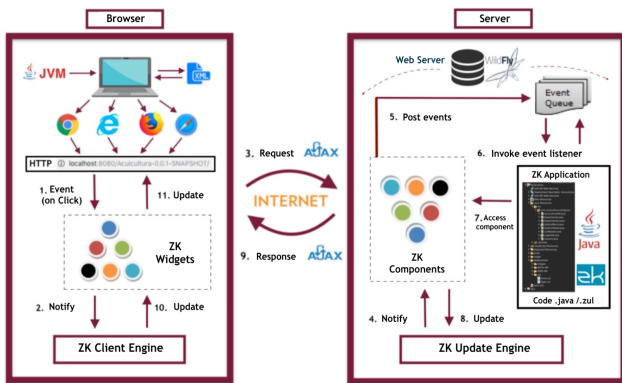 Browser
Server
JVM
XML
HTTP localhost:8080/Acuicultura-0.0.1-SNAPSHOT/
1. Event
(on Click)
11. Update
ZK
Widgets
2. Notify
10. Update
ZK Client Engine
3. Request AJAX
INTERNET
9. Response AJAX
Web Server
WildFly
Event
Queue
5. Post events
6. Invoke event listener
ZK Application
7. Access
component
Java
ZK
Code .java /.zul
ZK
Components
4. Notify
8. Update
ZK Update Engine